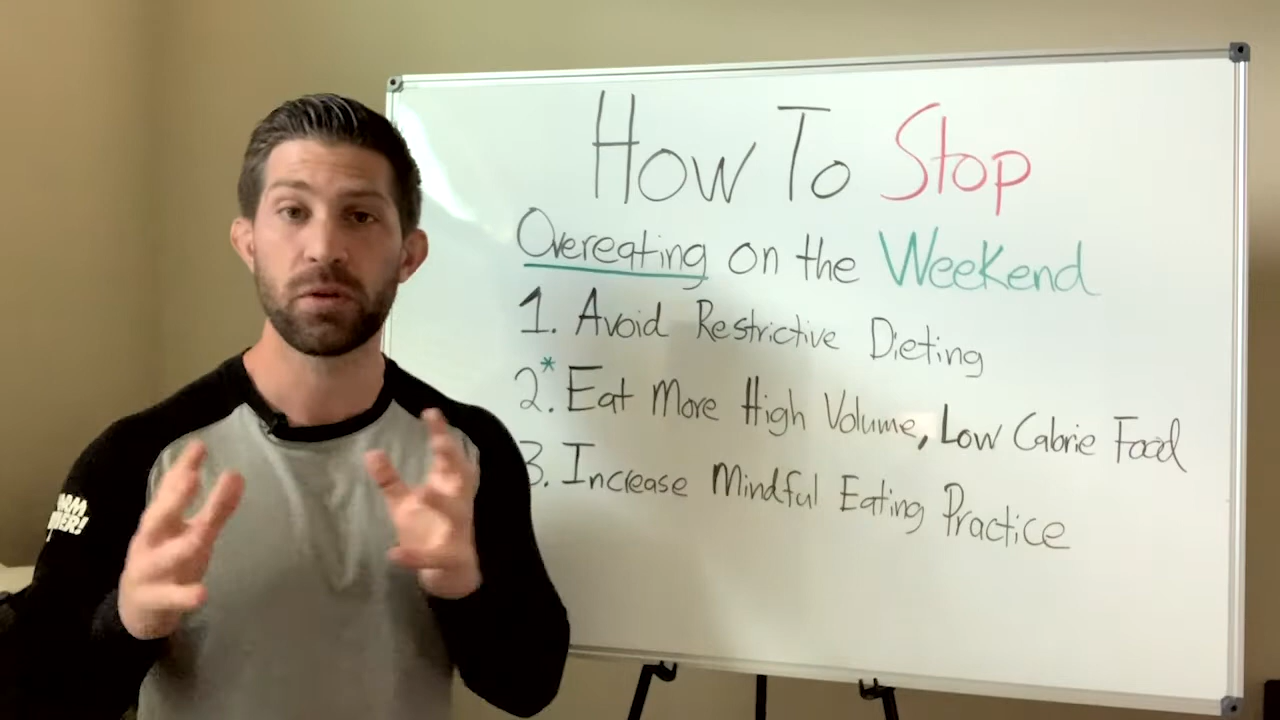 How To Stop
Overeating on the Weekend
1. Avoid Restrictive Dieting
2.* Eat More High Volume, Low Calorie Food
3. Increase Mindful Eating Practice